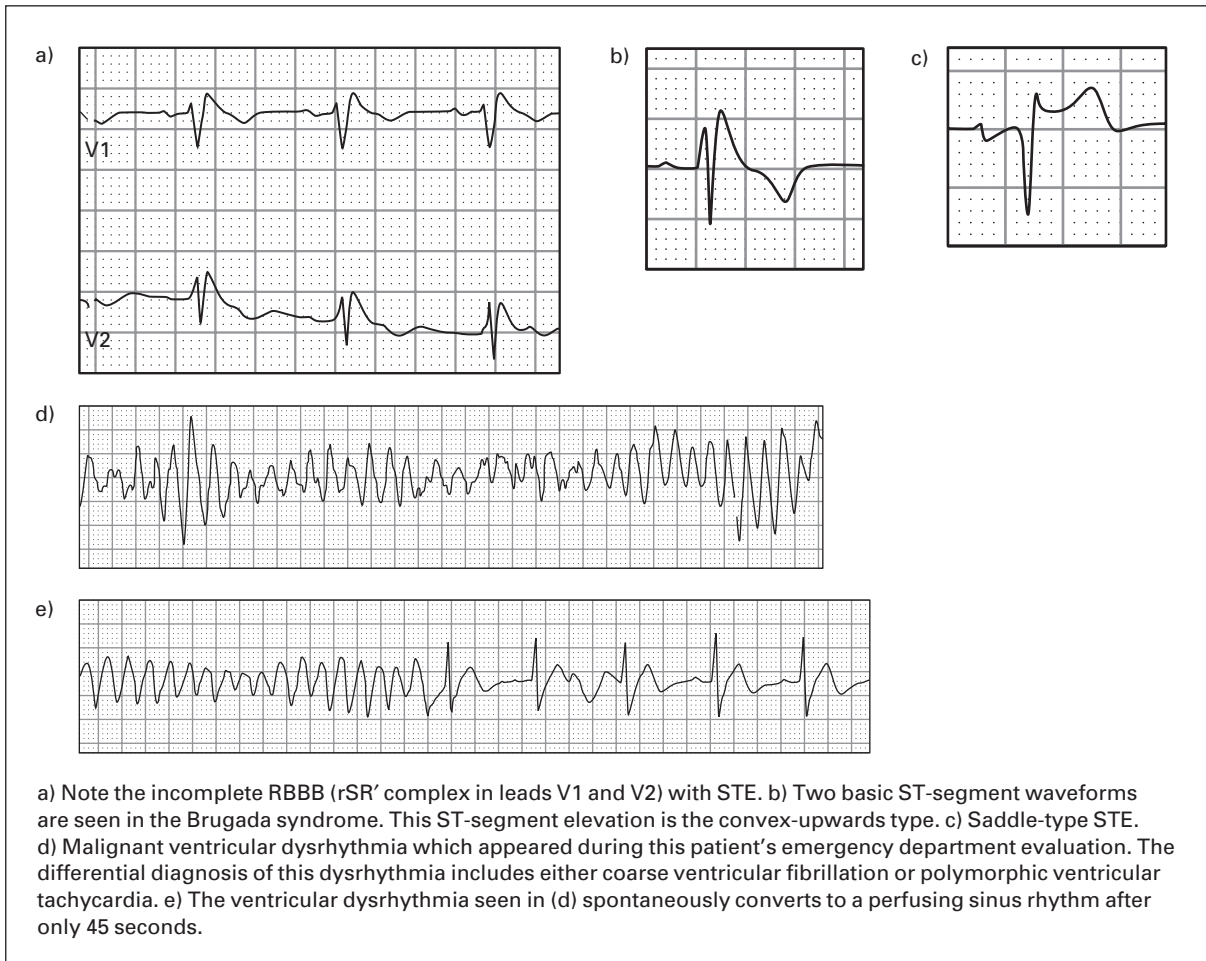 a)
V1
V2
b)
c)
d)
e)
a) Note the incomplete RBBB (rSR′ complex in leads V1 and V2) with STE. b) Two basic ST-segment waveforms
are seen in the Brugada syndrome. This ST-segment elevation is the convex-upwards type. c) Saddle-type STE.
d) Malignant ventricular dysrhythmia which appeared during this patient’s emergency department evaluation. The
differential diagnosis of this dysrhythmia includes either coarse ventricular fibrillation or polymorphic ventricular
tachycardia. e) The ventricular dysrhythmia seen in (d) spontaneously converts to a perfusing sinus rhythm after
only 45 seconds.